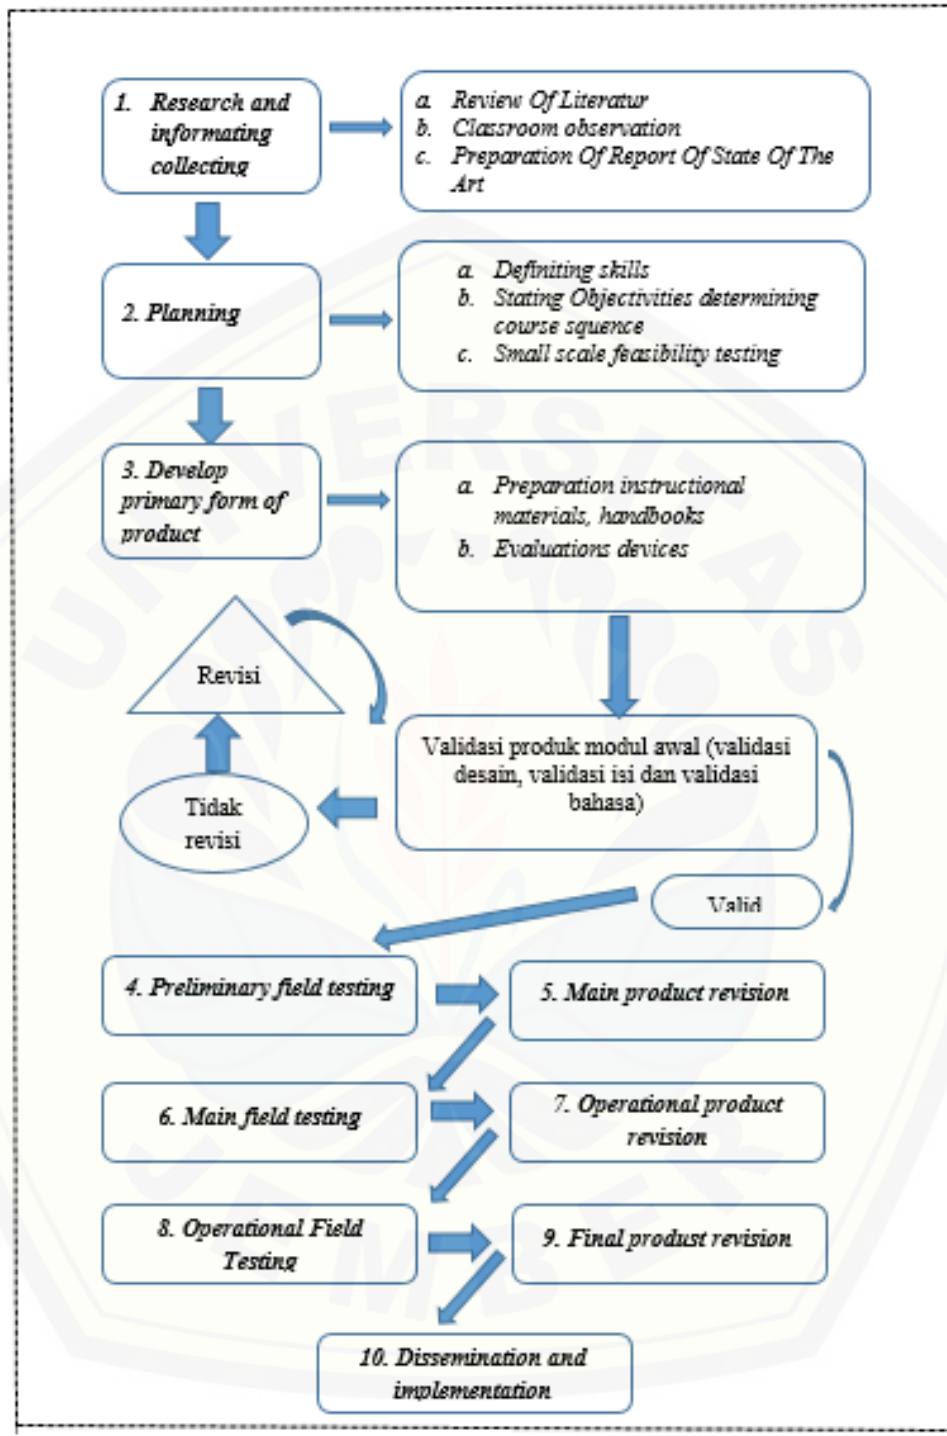 1. Research and
informating
collecting
a. Review Of Literatur
b. Classroom observation
c. Preparation Of Report Of State Of The
Art
2. Planning
a. Definiting skills
b. Stating Objectivities determining
course squence
c. Small scale feasibility testing
3. Develop
primary form of
product
a. Preparation instructional
materials, handbooks
b. Evaluations devices
Revisi
Validasi produk modul awal (validasi
desain, validasi isi dan validasi
bahasa)
Tidak
revisi
Valid
4. Preliminary field testing
5. Main product revision
6. Main field testing
7. Operational product
revision
8. Operational Field
Testing
9. Final produst revision
10. Dissemination and
implementation
UNIVERSITAS
JEMBER